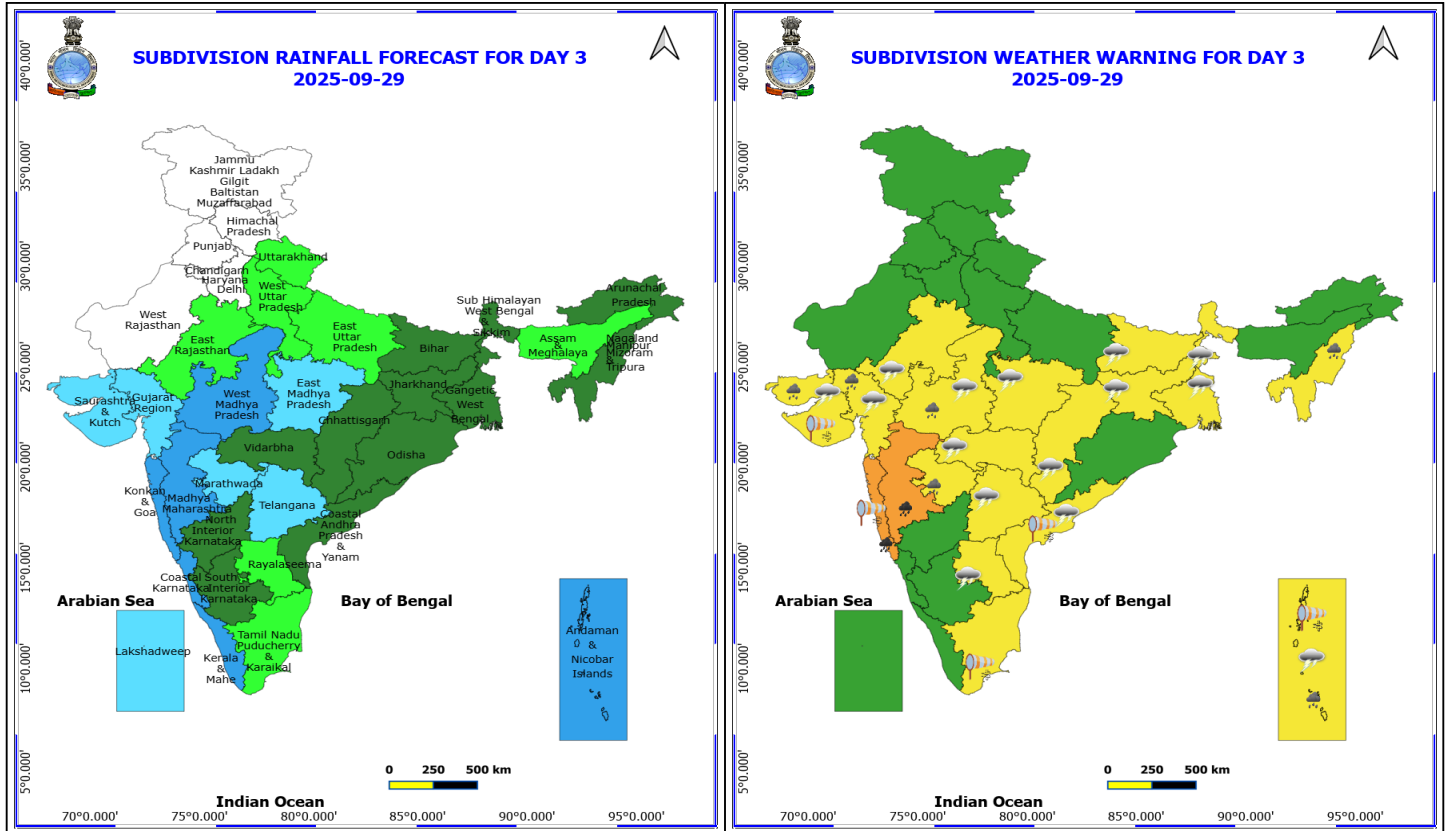 SUBDIVISION RAINFALL FORECAST FOR DAY 3
2025-09-29
40°0.000'
35°0.000'
30°0.000'
25°0.000'
20°0.000'
15°0.000'
10°0.000'
5°0.000'
Jammu
Kashmir Ladakh
Gilgit
Baltistan
Muzaffarabad
Himachal
Pradesh
Punjab
Uttarakhand
Chandigarh
Haryana
Delhi
West
Uttar
Pradesh
West
Rajasthan
East
Rajasthan
East
Uttar
Pradesh
Sub Himalayan
West Bengal
&
Sikkim
Arunachal
Pradesh
Assam
&
Meghalaya
Nagaland
Manipur
Mizoram
&
Tripura
Bihar
Jharkhand
Gangetic
West
Bengal
Saurashtra
&
Kutch
Gujarat
Region
West
Madhya
Pradesh
East
Madhya
Pradesh
Chhattisgarh
Vidarbha
Odisha
Konkan
&
Goa
Madhya
Maharashtra
Marathwada
Telangana
North
Interior
Karnataka
Coastal
Andhra
Pradesh
&
Yanam
Rayalaseema
Coastal
Karnataka
South
Interior
Karnataka
Arabian Sea
Bay of Bengal
Lakshadweep
Kerala
&
Mahe
Tamil Nadu
Puducherry
&
Karaikal
Andaman
&
Nicobar
Islands
0 250 500 km
Indian Ocean
70°0.000' 75°0.000' 80°0.000' 85°0.000' 90°0.000' 95°0.000'
SUBDIVISION WEATHER WARNING FOR DAY 3
2025-09-29
40°0.000'
35°0.000'
30°0.000'
25°0.000'
20°0.000'
15°0.000'
10°0.000'
5°0.000'
Arabian Sea
Bay of Bengal
0 250 500 km
Indian Ocean
70°0.000' 75°0.000' 80°0.000' 85°0.000' 90°0.000' 95°0.000'